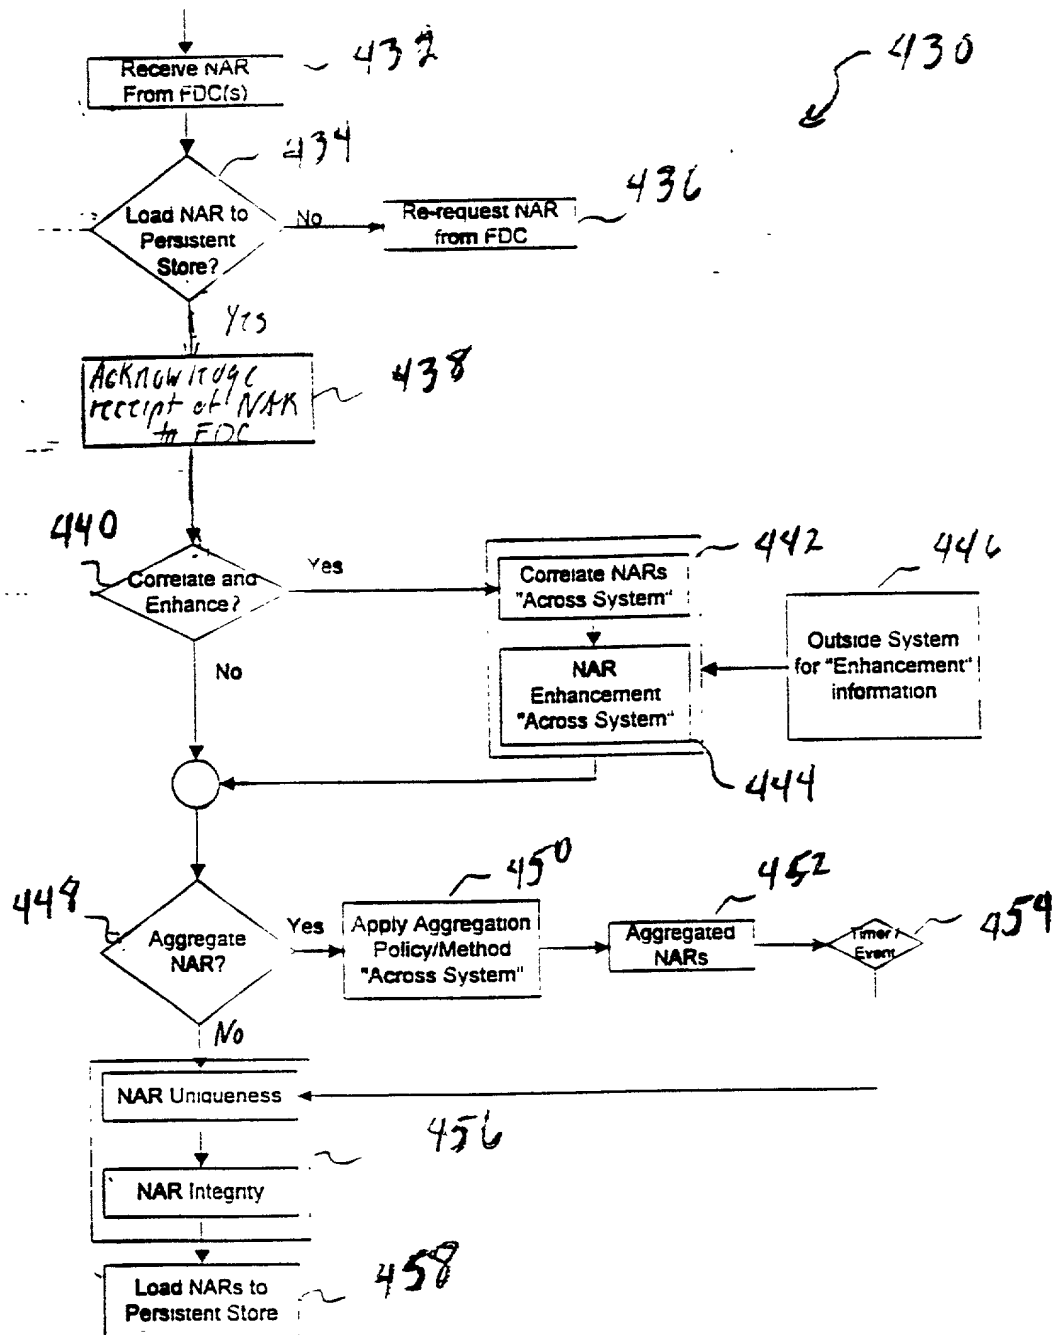 432
430
Receive NAR
From FDC(s)
434
436
Load NAR to
Persistent
Store?
No
Re-request NAR
from FDC
Yes
438
Acknowledge
receipt of NAR
to FDC
440
Correlate and
Enhance?
Yes
442
Correlate NARs
"Across System"
446
Outside System
for "Enhancement"
information
No
NAR
Enhancement
"Across System"
444
448
Aggregate
NAR?
Yes
450
Apply Aggregation
Policy/Method
"Across System"
452
Aggregated
NARs
454
Timer /
Event
No
NAR Uniqueness
456
NAR Integrity
458
Load NARs to
Persistent Store